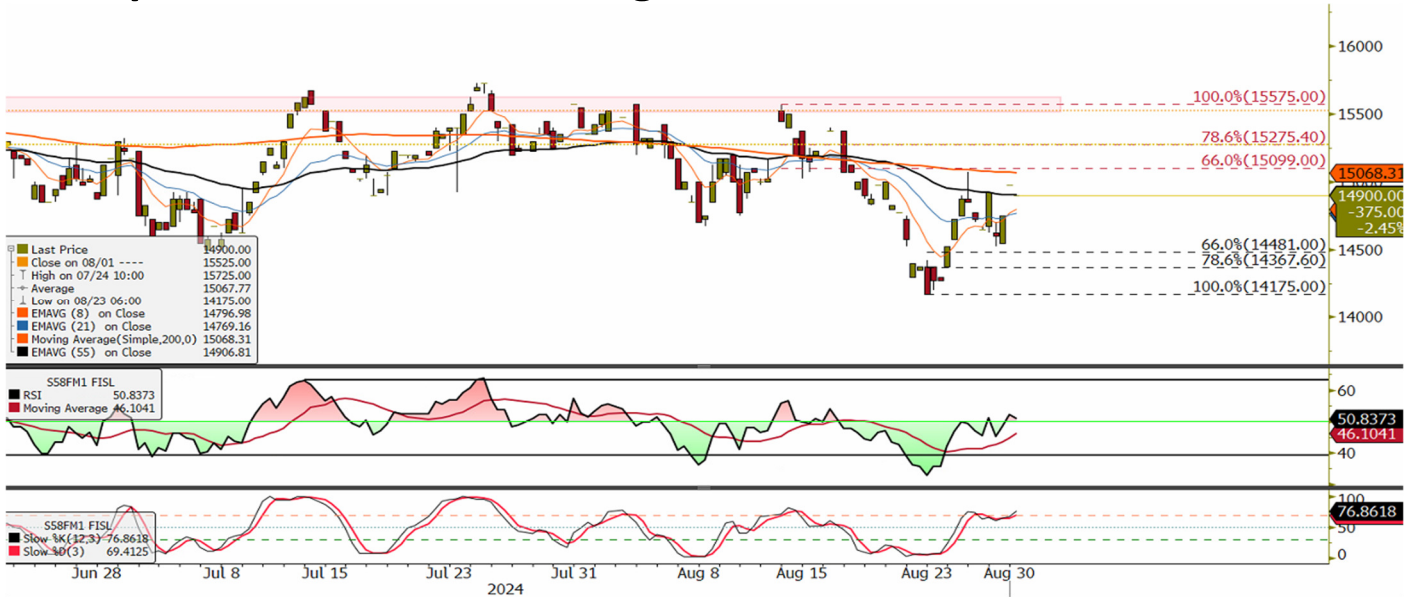 16000
15500
14500
14000
100.0%(15575.00)
78.6%(15275.40)
66.0%(15099.00)
66.0%(14481.00)
78.6%(14367.60)
100.0%(14175.00)
15068.31
14900.00
-375.00
-2.45%
Last Price 14900.00
Close on 08/01 ---- 15525.00
High on 07/24 10:00 15725.00
Average 15067.77
Low on 08/23 06:00 14175.00
EMAVG (8) on Close 14796.98
EMAVG (21) on Close 14769.16
Moving Average(Simple,200,0) 15068.31
EMAVG (55) on Close 14906.81
S58FM1 FISL
RSI 50.8373
Moving Average 46.1041
60
50.8373
46.1041
40
S58FM1 FISL
Slow %K(12,3) 76.8618
Slow %D(3) 69.4125
100
76.8618
50
0
Jun 28 Jul 8 Jul 15 Jul 23 Jul 31 Aug 8 Aug 15 Aug 23 Aug 30
2024